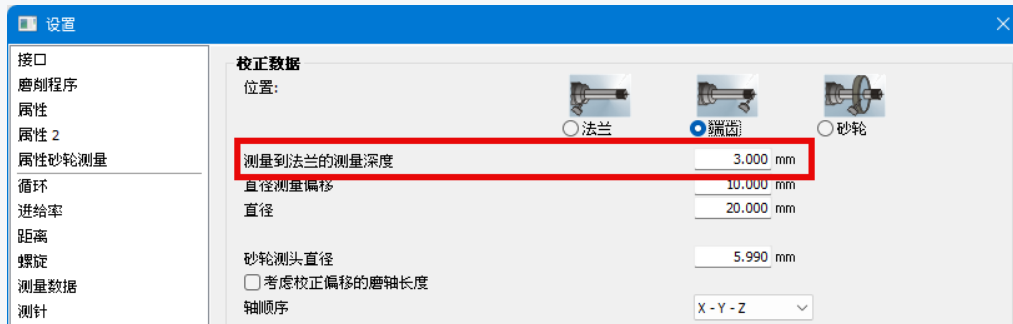 设置
接口
磨削程序
属性
属性 2
属性砂轮测量
循环
进给率
距离
螺旋
测量数据
测针
校正数据
位置:
法兰
端齿
砂轮
测量到法兰的测量深度 3.000 mm
直径测量偏移 10.000 mm
直径 20.000 mm
砂轮测头直径 5.990 mm
考虑校正偏移的磨轴长度
轴顺序 X - Y - Z